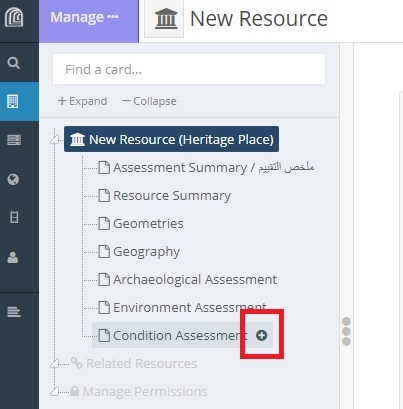 Manage
New Resource
Find a card...
Expand
Collapse
New Resource (Heritage Place)
Assessment Summary / ملخص التقييم
Resource Summary
Geometries
Geography
Archaeological Assessment
Environment Assessment
Condition Assessment
Related Resources
Manage Permissions